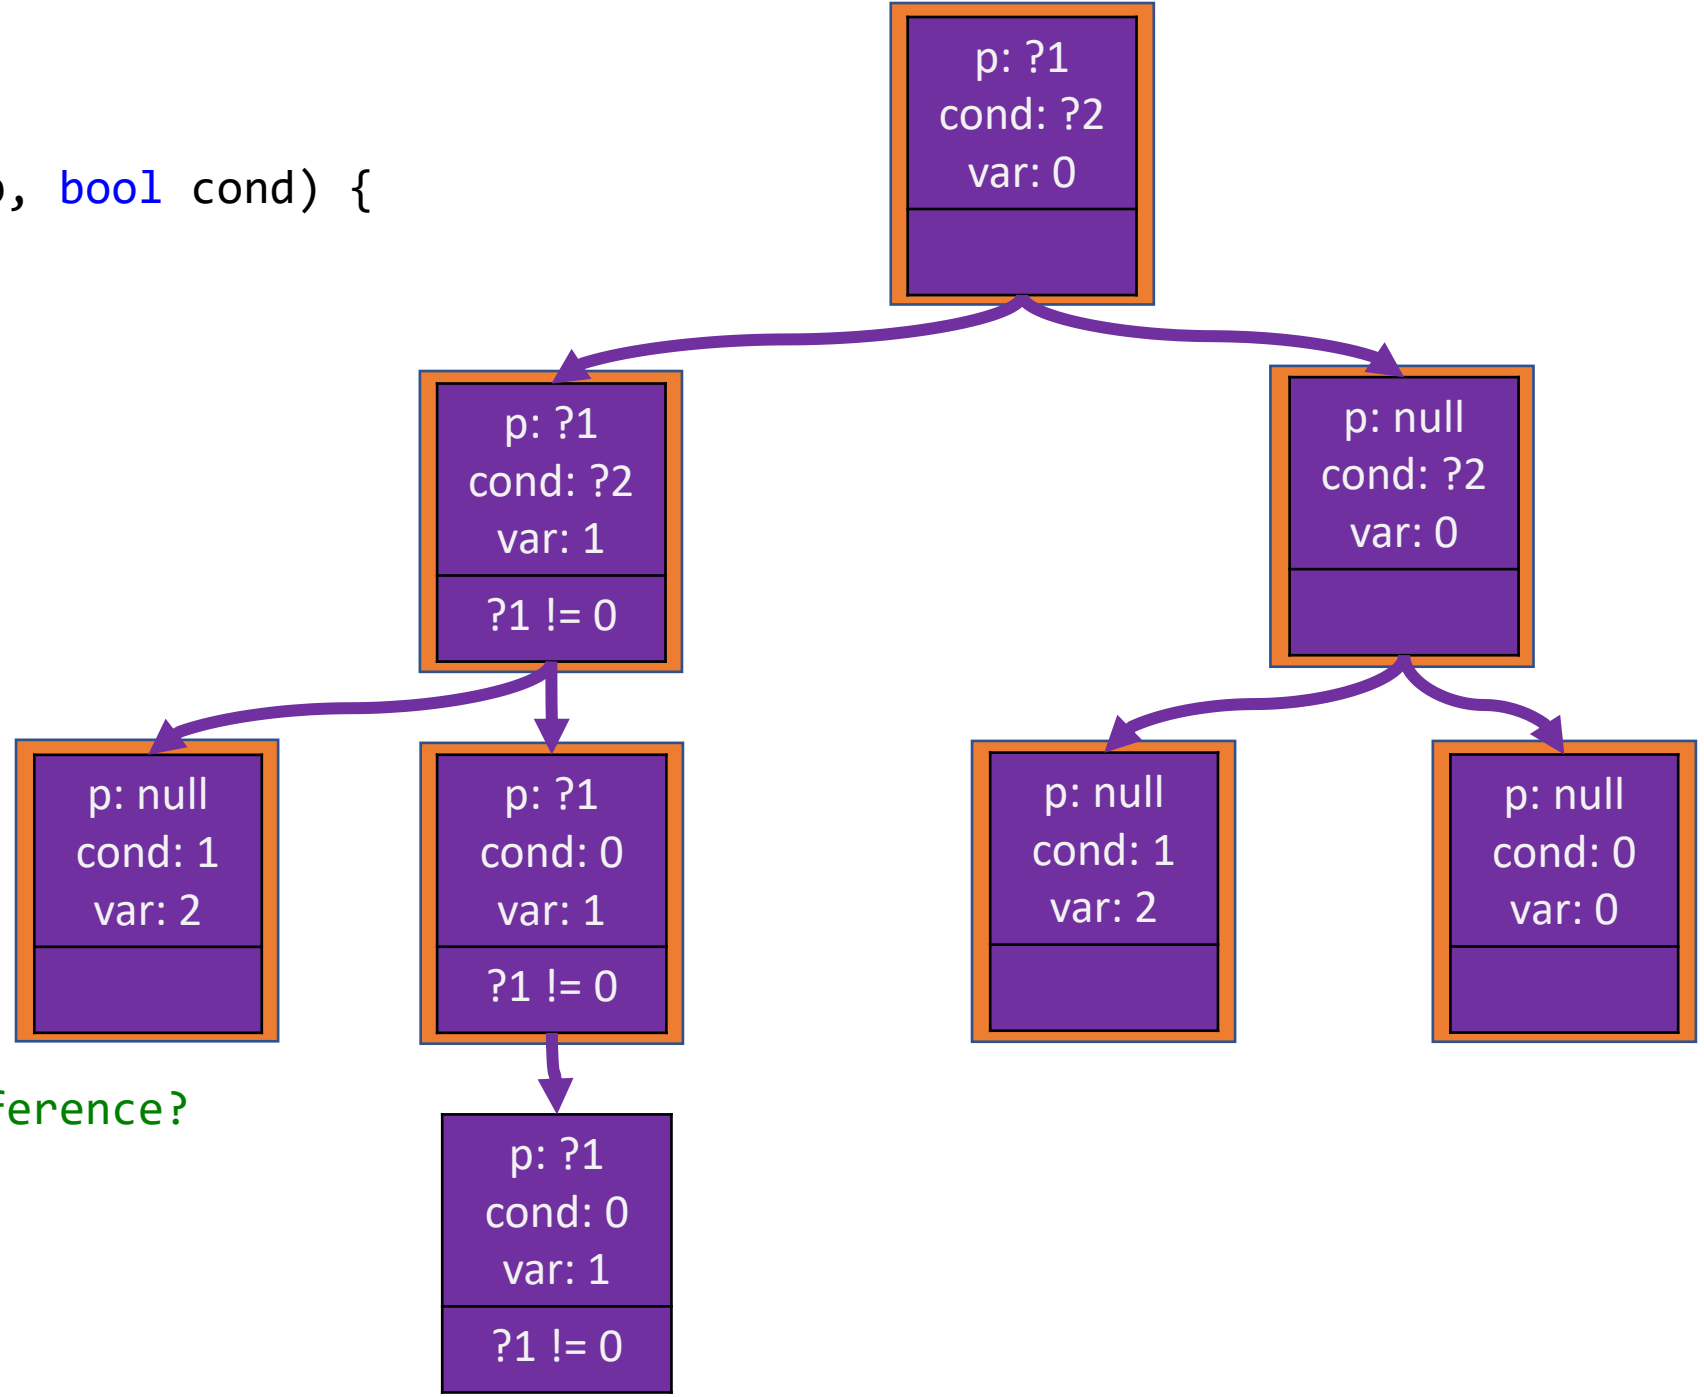 p: ?1
cond: ?2
var: 0
, bool cond) {
p: ?1
cond: ?2
var: 1
?1 != 0
p: null
cond: ?2
var: 0
p: null
cond: 1
var: 2
p: ?1
cond: 0
var: 1
?1 != 0
p: null
cond: 1
var: 2
p: null
cond: 0
var: 0
ference?
p: ?1
cond: 0
var: 1
?1 != 0